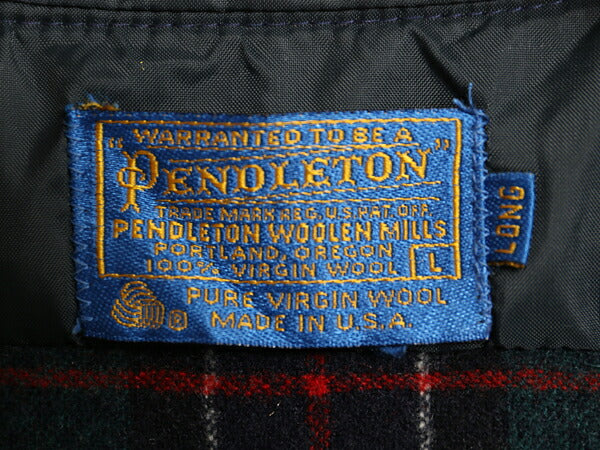 WARRANTED TO BE A
"PENDLETON"
TRADE MARK REG. U.S. PAT. OFF.
PENDLETON WOOLEN MILLS
PORTLAND, OREGON
100% VIRGIN WOOL
L
PURE VIRGIN WOOL
® MADE IN U.S.A.
LONG